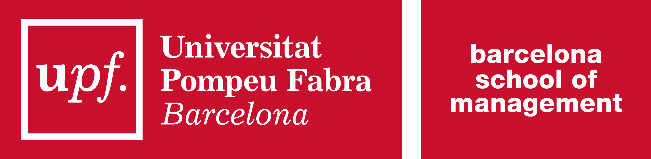 upf.
Universitat
Pompeu Fabra
Barcelona
barcelona
school of
management